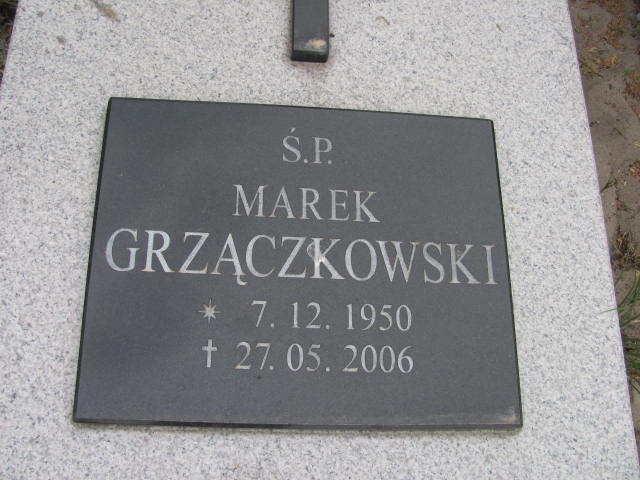 Ś.P.
MAREK
GRZĄCZKOWSKI
* 7. 12. 1950
† 27. 05. 2006